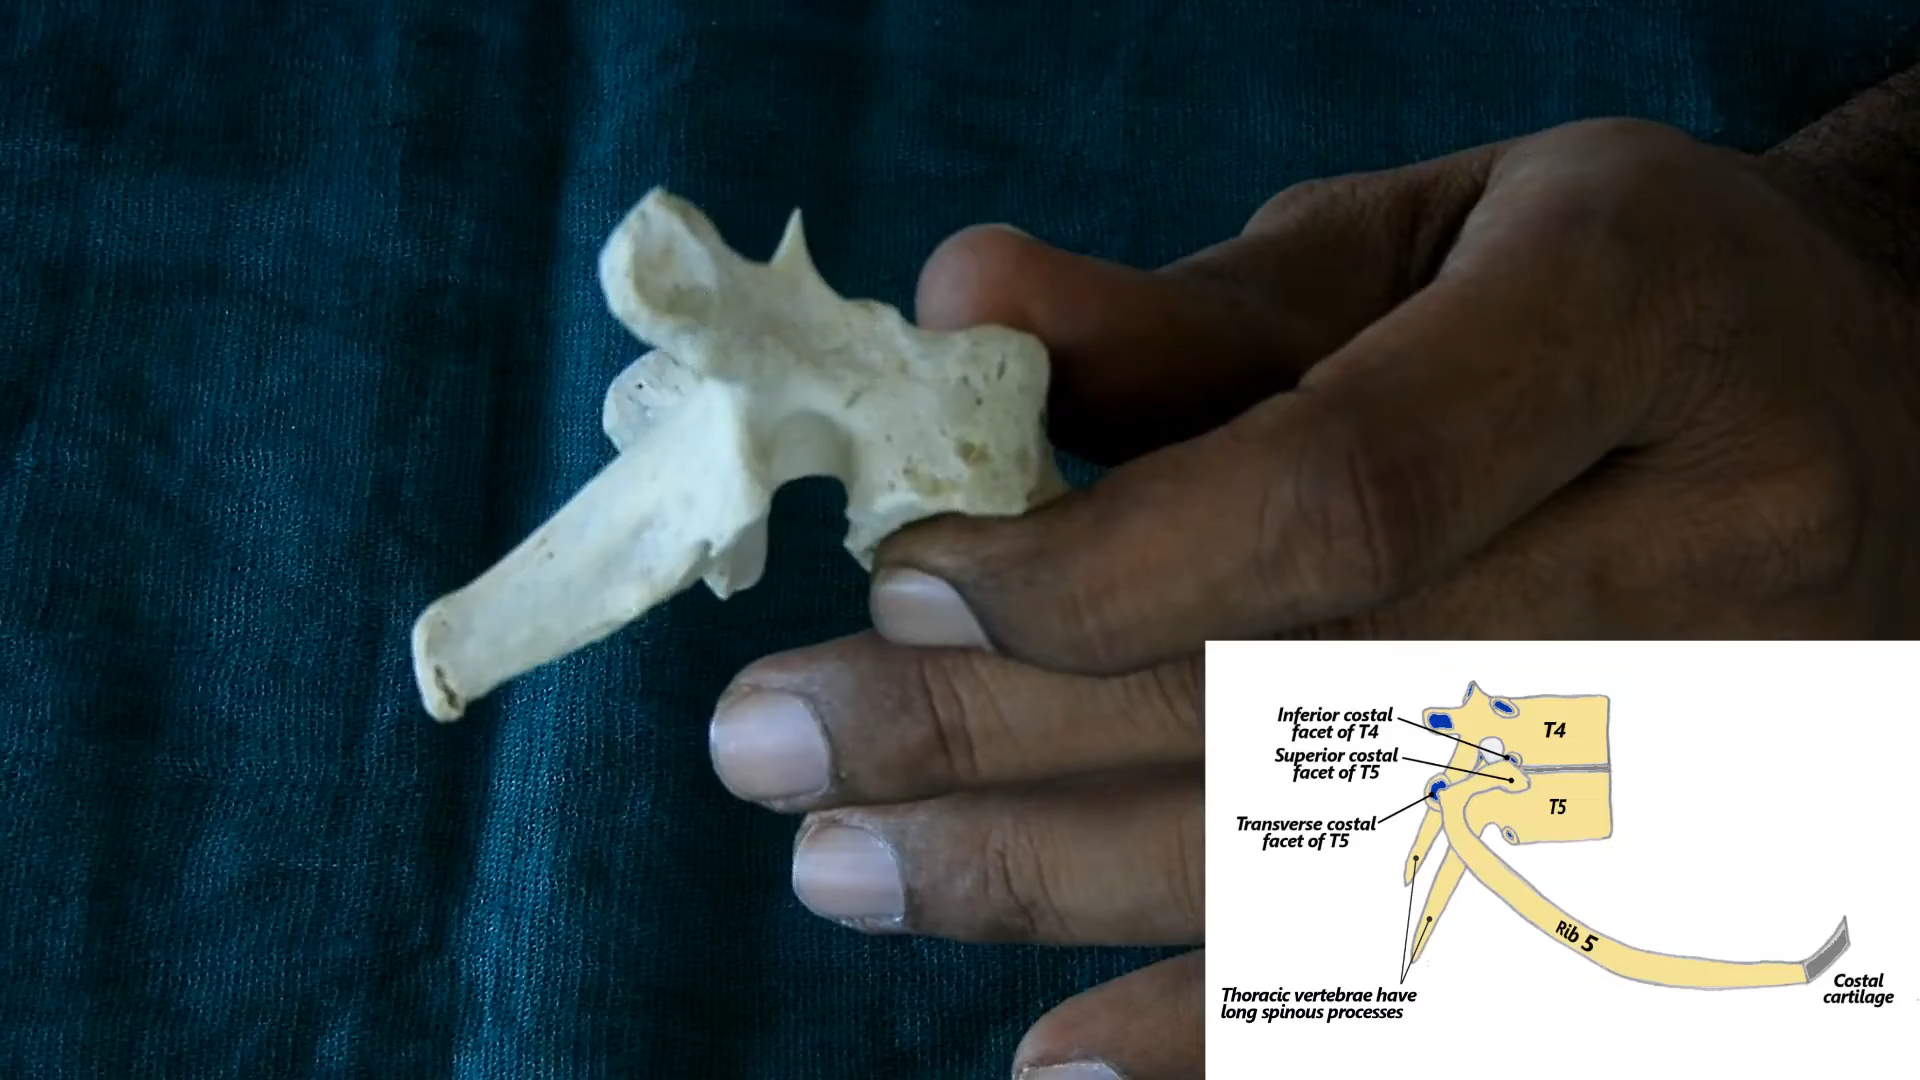 Inferior costal
facet of T4
Superior costal
facet of T5
Transverse costal
facet of T5
T4
T5
Rib 5
Thoracic vertebrae have
long spinous processes
Costal
cartilage